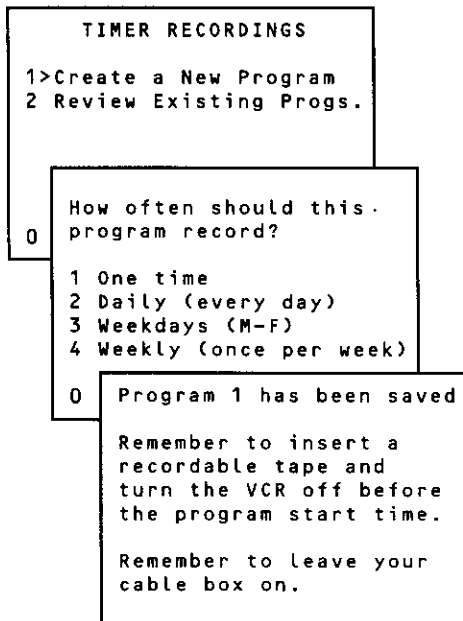 TIMER RECORDINGS
1>Create a New Program
2 Review Existing Progs.
0
How often should this
program record?
1 One time
2 Daily (every day)
3 Weekdays (M-F)
4 Weekly (once per week)
0
Program 1 has been saved
Remember to insert a
recordable tape and
turn the VCR off before
the program start time.
Remember to leave your
cable box on.